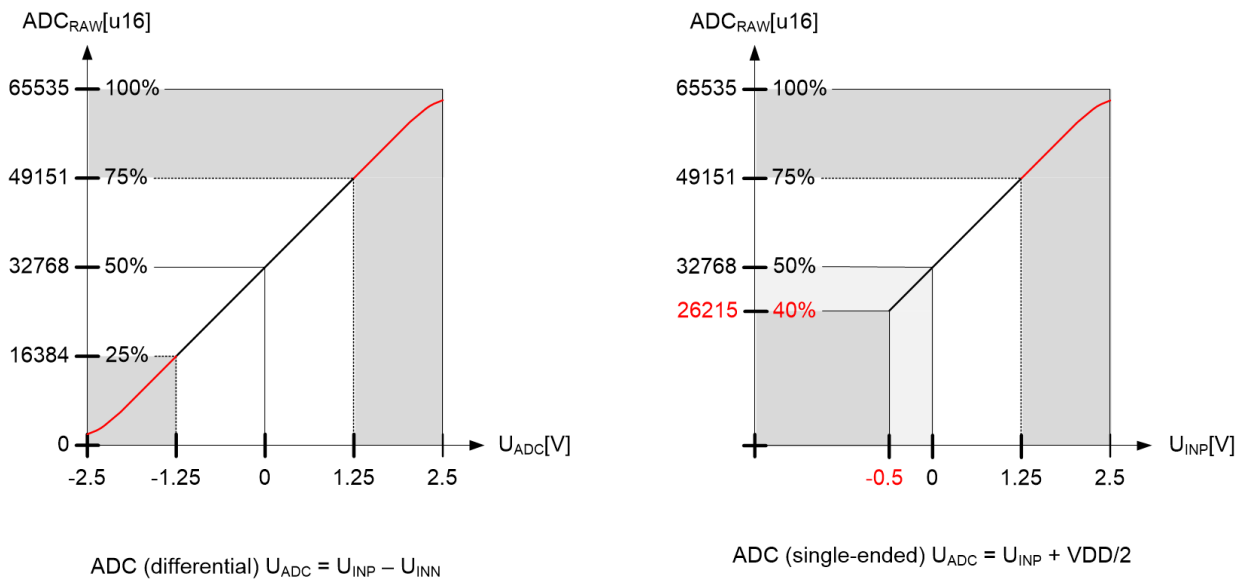 ADC_RAW[u16]
65535 100%
49151 75%
32768 50%
16384 25%
0
U_ADC[V]
-2.5 -1.25 0 1.25 2.5
ADC (differential) U_ADC = U_INP – U_INN
ADC_RAW[u16]
65535 100%
49151 75%
32768 50%
26215 40%
U_INP[V]
-0.5 0 1.25 2.5
ADC (single-ended) U_ADC = U_INP + VDD/2